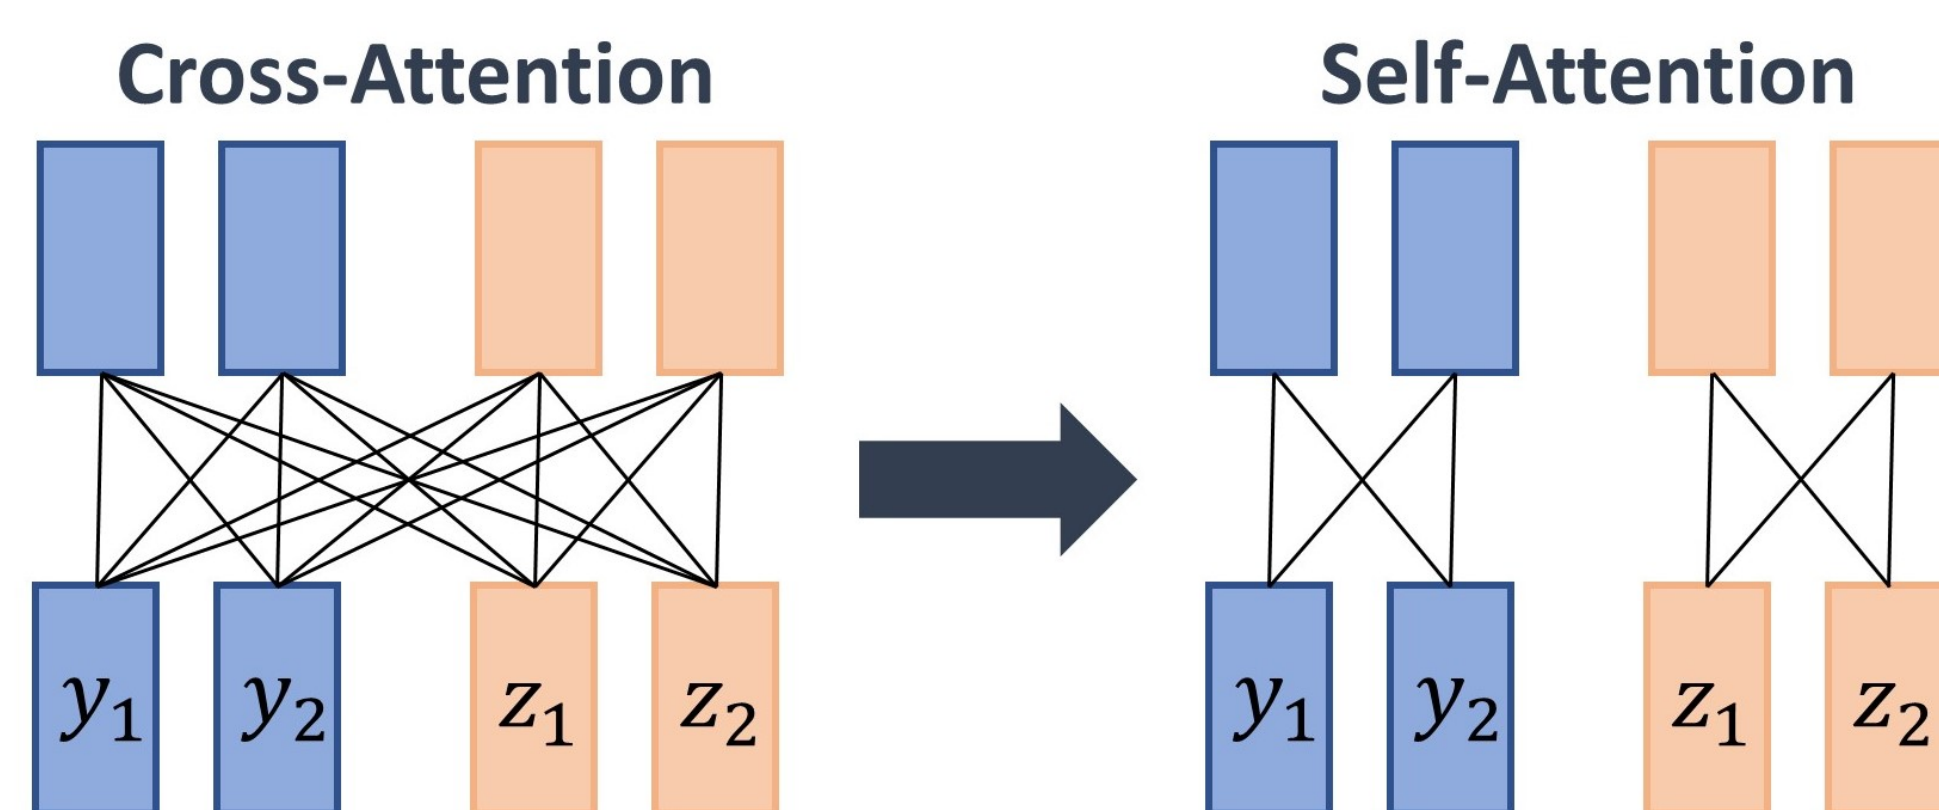 Cross-Attention
Self-Attention
y₁ y₂ z₁ z₂
y₁ y₂ z₁ z₂